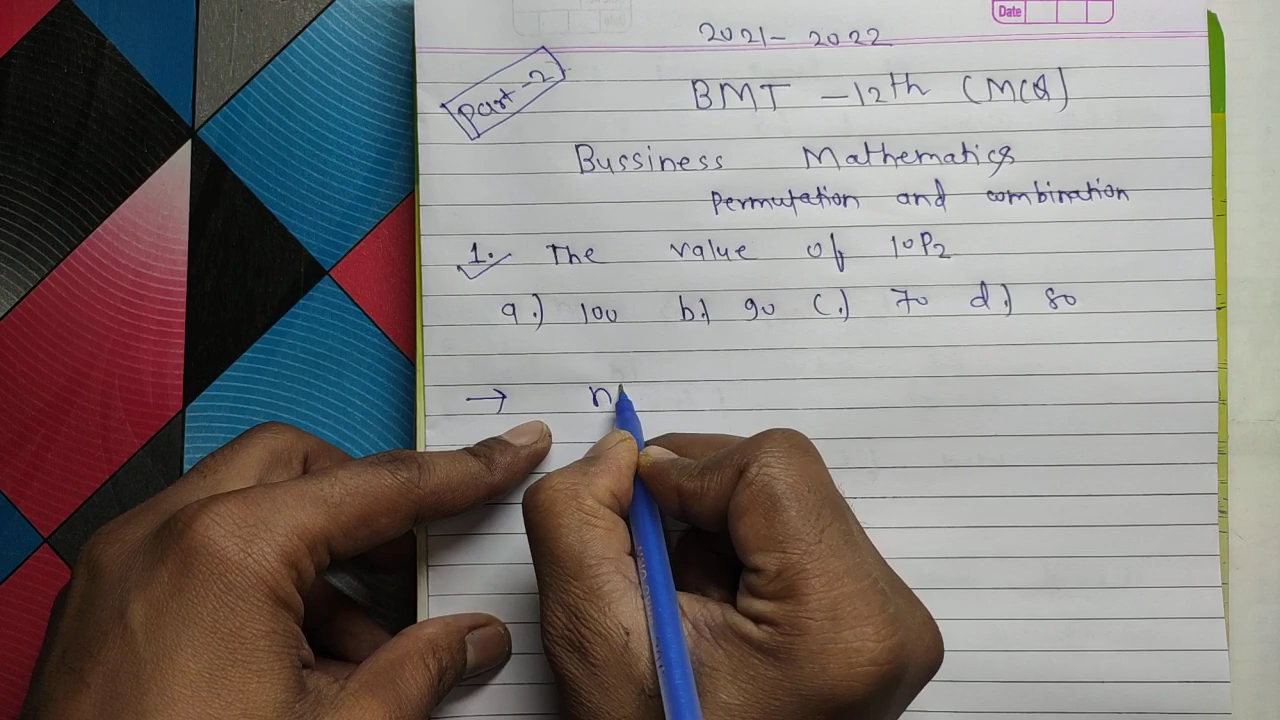 Date
2021-2022
Part-2
BMT -12th (MCQ)
Bussiness Mathematics
Permutation and combination
1. The value of 10P2
a.) 100 b.) 90 (.) 70 d.) 80
→ n